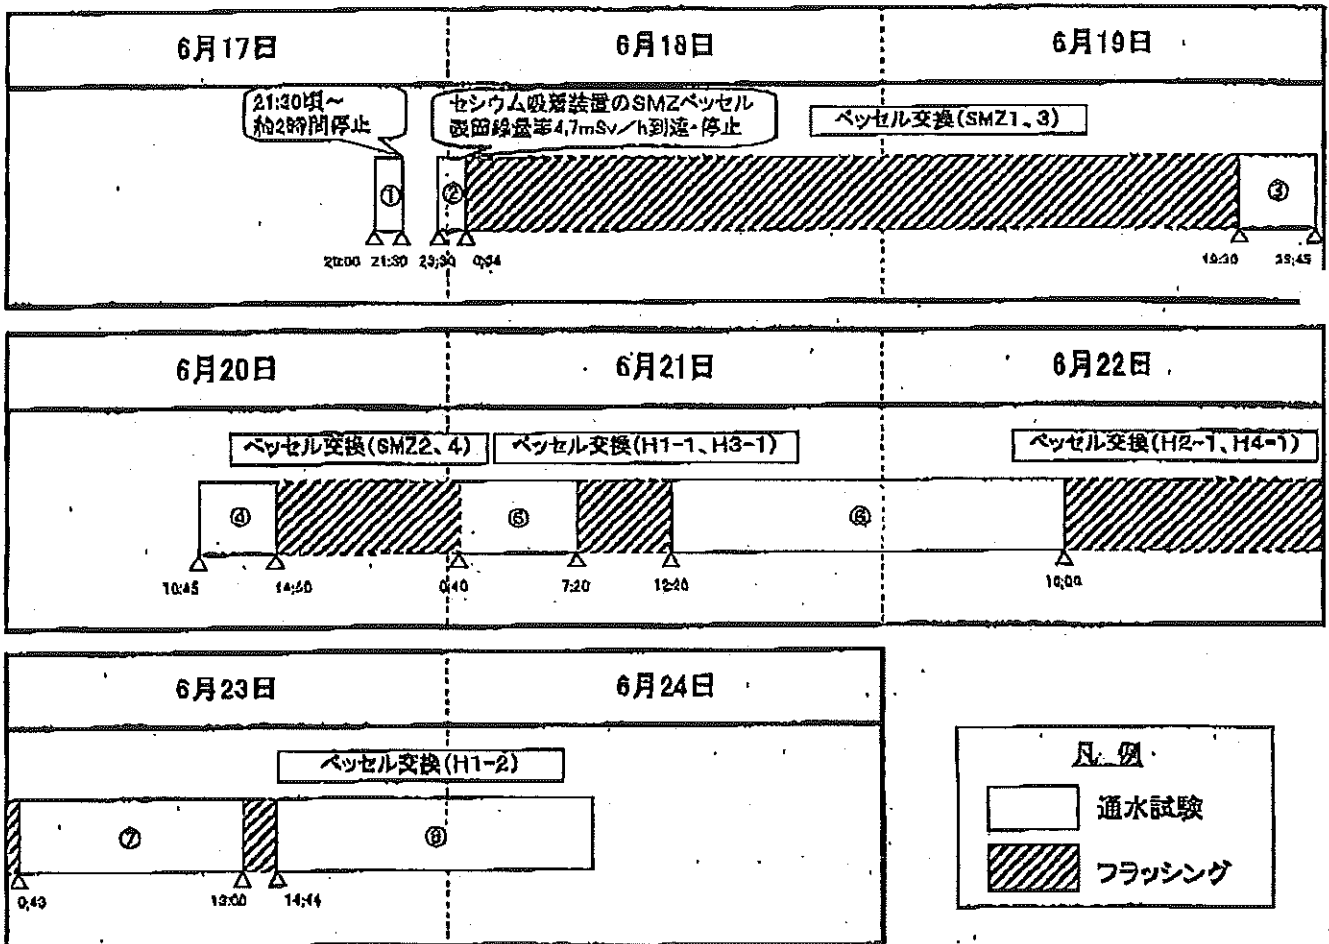 6月17日
6月18日
6月19日
21:30頃~
約2時間停止
セシウム吸着装置のSMZベッセル
表面線量率4.7mSv/h到達・停止
ベッセル交換(SMZ1、3)
①
②
③
20:00
21:30
23:30
0:54
19:30
23:45
6月20日
6月21日
6月22日
ベッセル交換(SMZ2、4)
ベッセル交換(H1-1、H3-1)
ベッセル交換(H2-1、H4-1)
④
⑤
⑥
10:45
0:40
7:20
12:20
10:00
6月23日
6月24日
ベッセル交換(H1-2)
⑦
⑧
0:43
13:00
14:44
凡 例
通水試験
フラッシング